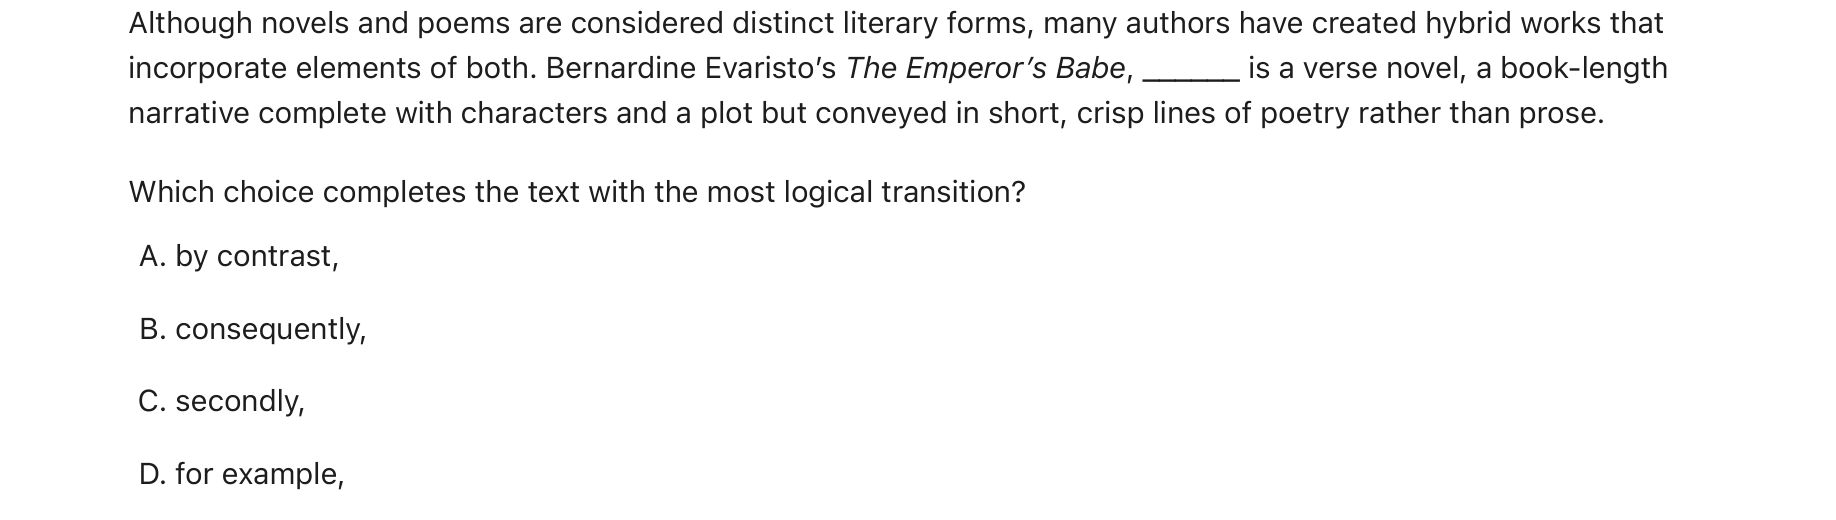 Although novels and poems are considered distinct literary forms, many authors have created hybrid works that
incorporate elements of both. Bernardine Evaristo’s The Emperor’s Babe, ______ is a verse novel, a book-length
narrative complete with characters and a plot but conveyed in short, crisp lines of poetry rather than prose.
Which choice completes the text with the most logical transition?
A. by contrast,
B. consequently,
C. secondly,
D. for example,